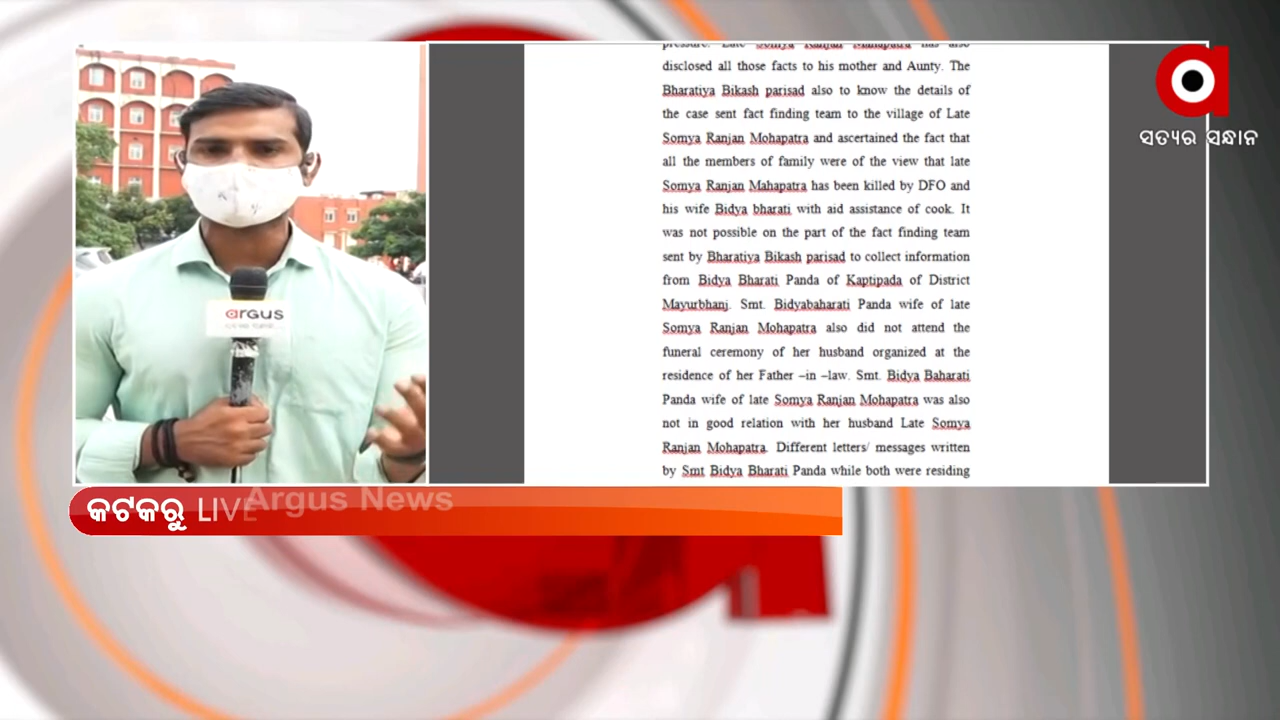 pressure. Late Somya Ranjan Mahapatra has also
disclosed all those facts to his mother and Aunty. The
Bharatiya Bikash parisad also to know the details of
the case sent fact finding team to the village of Late
Somya Ranjan Mohapatra and ascertained the fact that
all the members of family were of the view that late
Somya Ranjan Mahapatra has been killed by DFO and
his wife Bidya bharati with aid assistance of cook. It
was not possible on the part of the fact finding team
sent by Bharatiya Bikash parisad to collect information
from Bidya Bharati Panda of Kaptipada of District
Mayurbhanj. Smt. Bidyabaharati Panda wife of late
Somya Ranjan Mohapatra also did not attend the
funeral ceremony of her husband organized at the
residence of her Father –in –law. Smt. Bidya Baharati
Panda wife of late Somya Ranjan Mohapatra was also
not in good relation with her husband Late Somya
Ranjan Mohapatra. Different letters/ messages written
by Smt Bidya Bharati Panda while both were residing
ସତ୍ୟର ସନ୍ଧାନ
argus
କଟକରୁ LIVE
Argus News